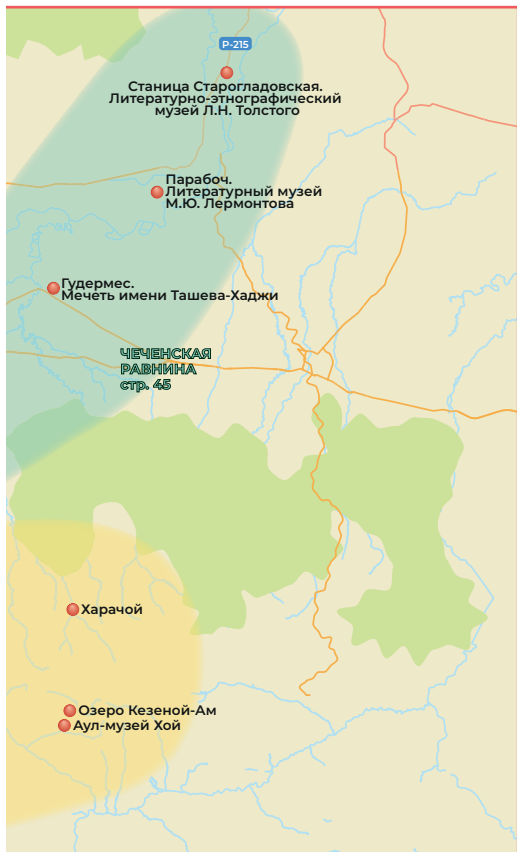 Р-215
Станица Старогладовская.
Литературно-этнографический
музей Л.Н. Толстого
Парабоч.
Литературный музей
М.Ю. Лермонтова
Гудермес.
Мечеть имени Ташева-Хаджи
ЧЕЧЕНСКАЯ
РАВНИНА
стр. 45
Харачой
Озеро Кезеной-Ам
Аул-музей Хой